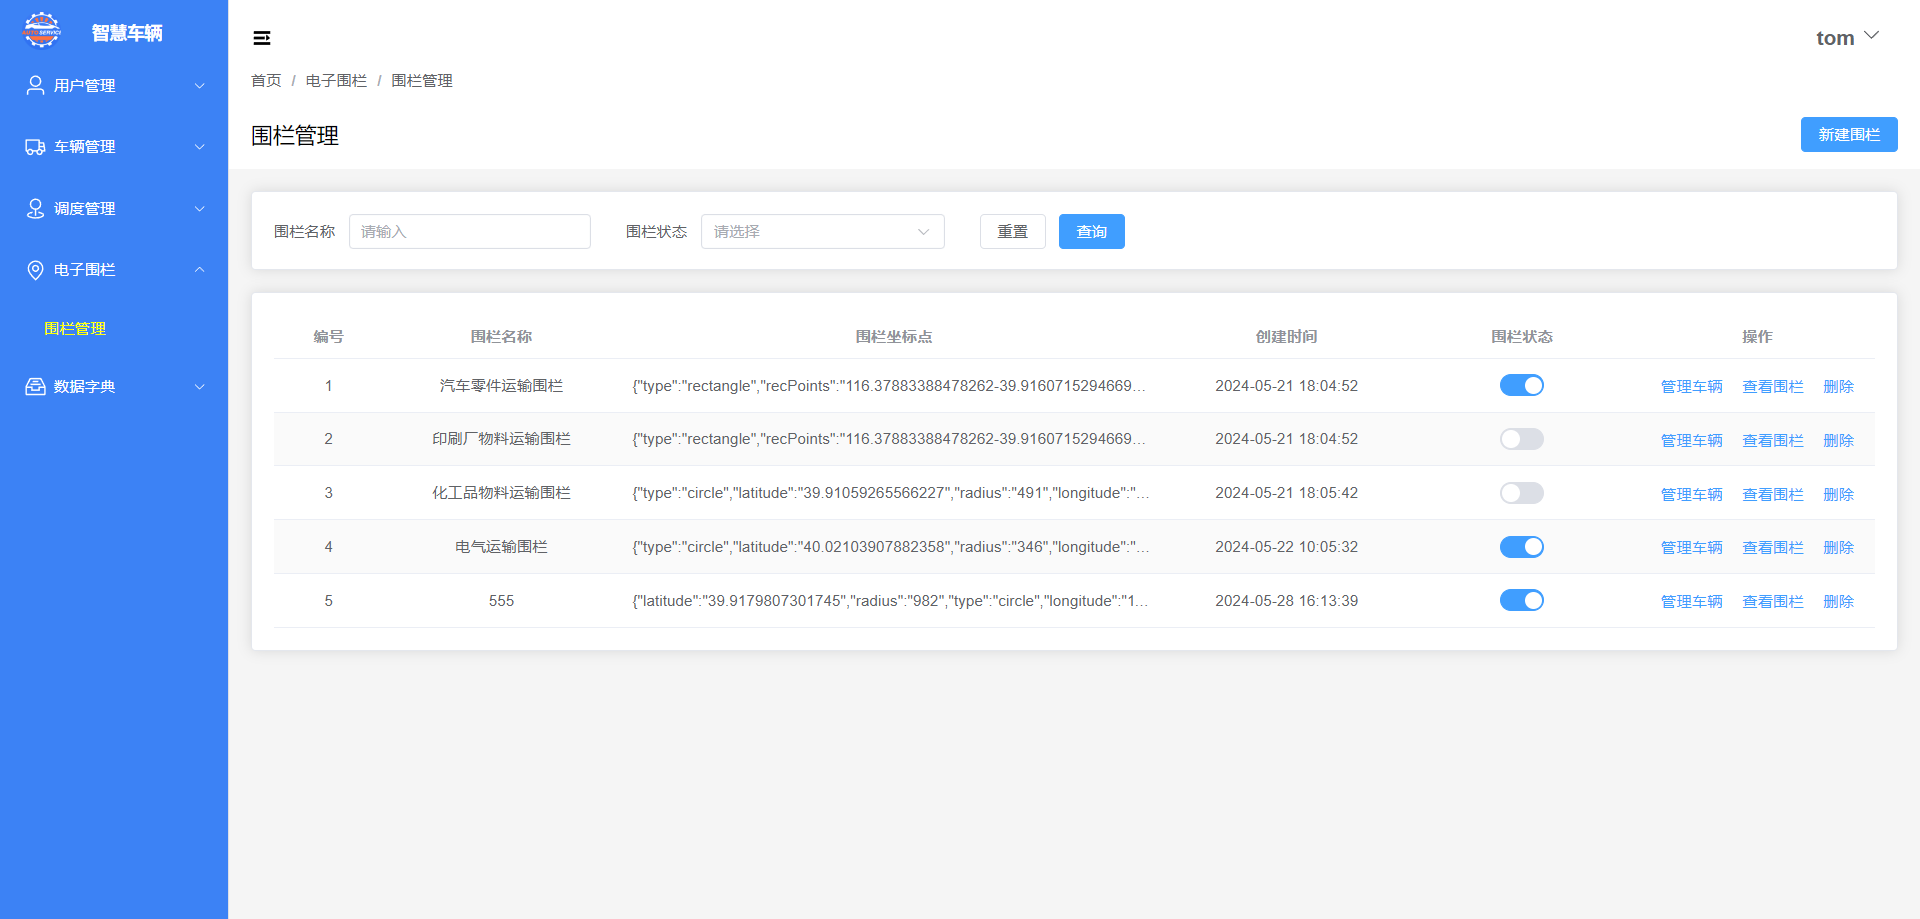 智慧车辆
tom
用户管理
首页 / 电子围栏 / 围栏管理
围栏管理
新建围栏
车辆管理
调度管理
电子围栏
围栏管理
数据字典
围栏名称 请输入 围栏状态 请选择 重置 查询
编号 围栏名称 围栏坐标点 创建时间 围栏状态 操作
1 汽车零件运输围栏 {"type":"rectangle","recPoints":"116.37883388478262-39.9160715294669... 2024-05-21 18:04:52 管理车辆 查看围栏 删除
2 印刷厂物料运输围栏 {"type":"rectangle","recPoints":"116.37883388478262-39.9160715294669... 2024-05-21 18:04:52 管理车辆 查看围栏 删除
3 化工品物料运输围栏 {"type":"circle","latitude":"39.91059265566227","radius":"491","longitude":"... 2024-05-21 18:05:42 管理车辆 查看围栏 删除
4 电气运输围栏 {"type":"circle","latitude":"40.02103907882358","radius":"346","longitude":"... 2024-05-22 10:05:32 管理车辆 查看围栏 删除
5 555 {"latitude":"39.9179807301745","radius":"982","type":"circle","longitude":"1... 2024-05-28 16:13:39 管理车辆 查看围栏 删除